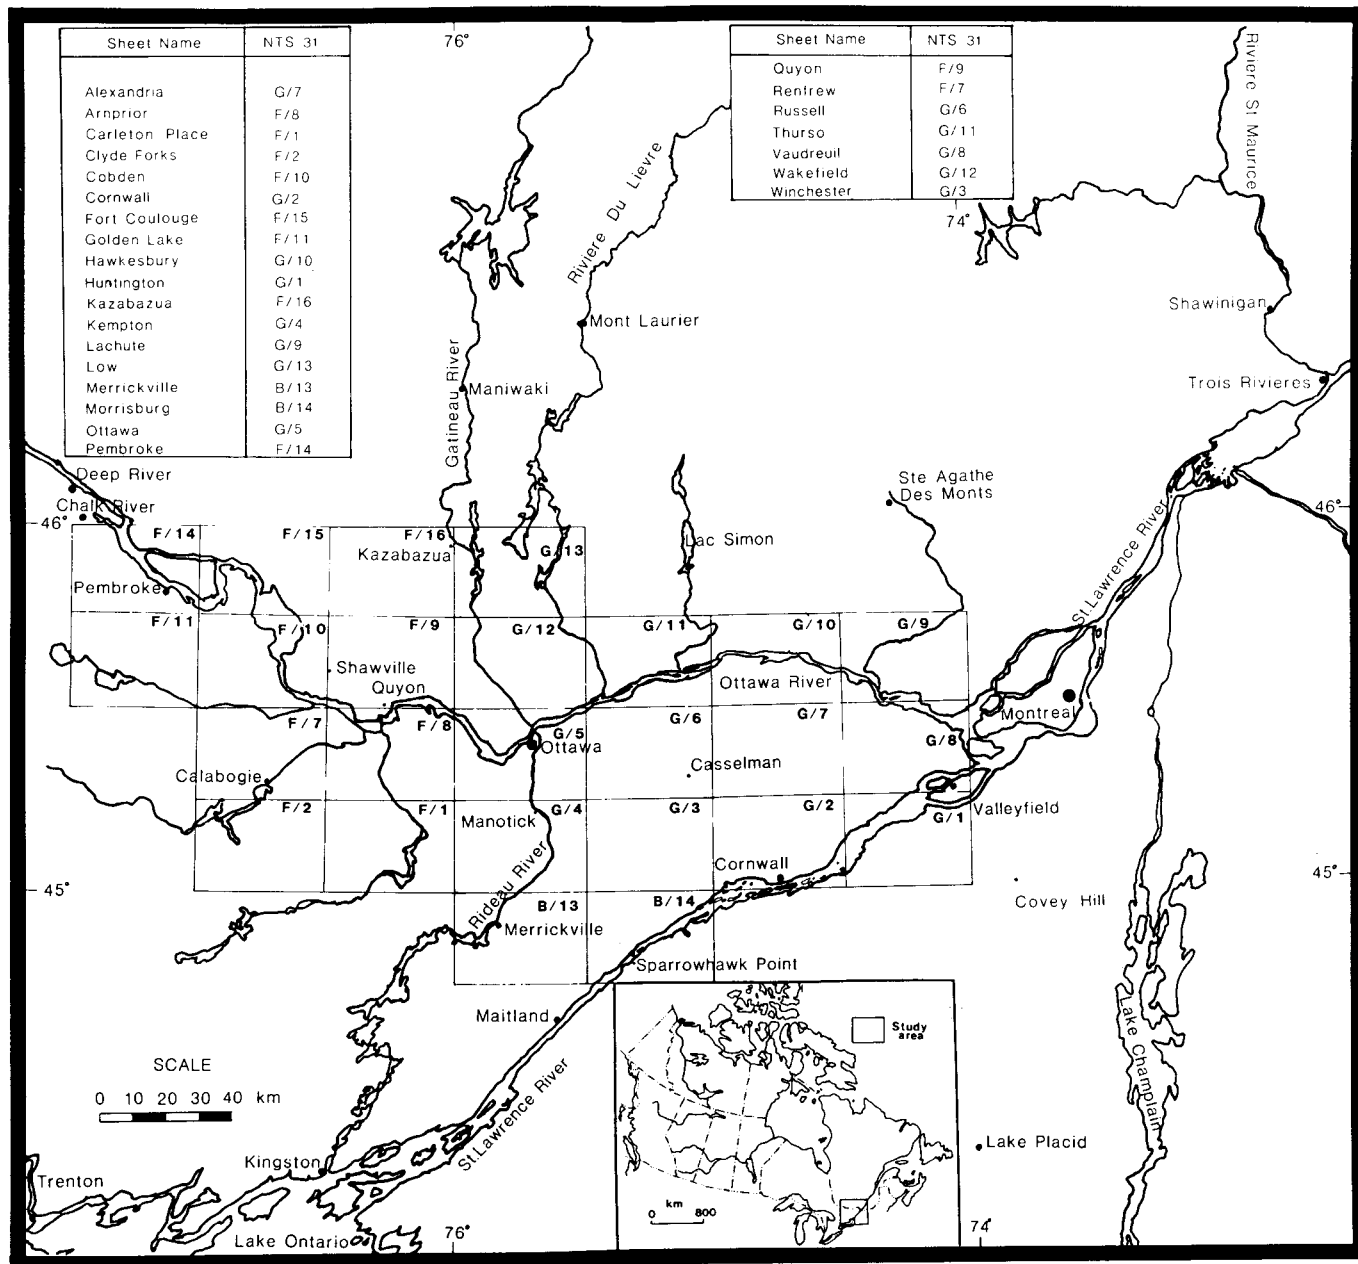 Sheet Name NTS 31
Alexandria G/7
Arnprior F/8
Carleton Place F/1
Clyde Forks F/2
Cobden F/10
Cornwall G/2
Fort Coulouge F/15
Golden Lake F/11
Hawkesbury G/10
Huntington G/1
Kazabazua F/16
Kempton G/4
Lachute G/9
Low G/13
Merrickville B/13
Morrisburg B/14
Ottawa G/5
Pembroke F/14
76°
Sheet Name NTS 31
Quyon F/9
Renfrew F/7
Russell G/6
Thurso G/11
Vaudreuil G/8
Wakefield G/12
Winchester G/3
74°
Riviere St Maurice
Riviere Du Lievre
Gatineau River
Mont Laurier
Maniwaki
Shawinigan
Trois Rivieres
Deep River
Chalk River
Ste Agathe
Des Monts
46°
46°
F/14
F/15
F/16
Kazabazua
G/13
Lac Simon
St. Lawrence River
Pembroke
F/11
F/10
F/9
G/12
G/11
G/10
G/9
Shawville
Quyon
Ottawa River
Montreal
F/7
F/8
G/5
G/6
G/7
G/8
Ottawa
Casselman
Calabogie
F/2
F/1
G/4
G/3
G/2
G/1
Valleyfield
Manotick
Rideau River
Cornwall
45°
45°
B/13
B/14
Covey Hill
Merrickville
Sparrowhawk Point
Maitland
Study
area
Lake Champlain
SCALE
0 10 20 30 40 km
St. Lawrence River
Kingston
Trenton
Lake Ontario
Lake Placid
km
0 800
76°
74°